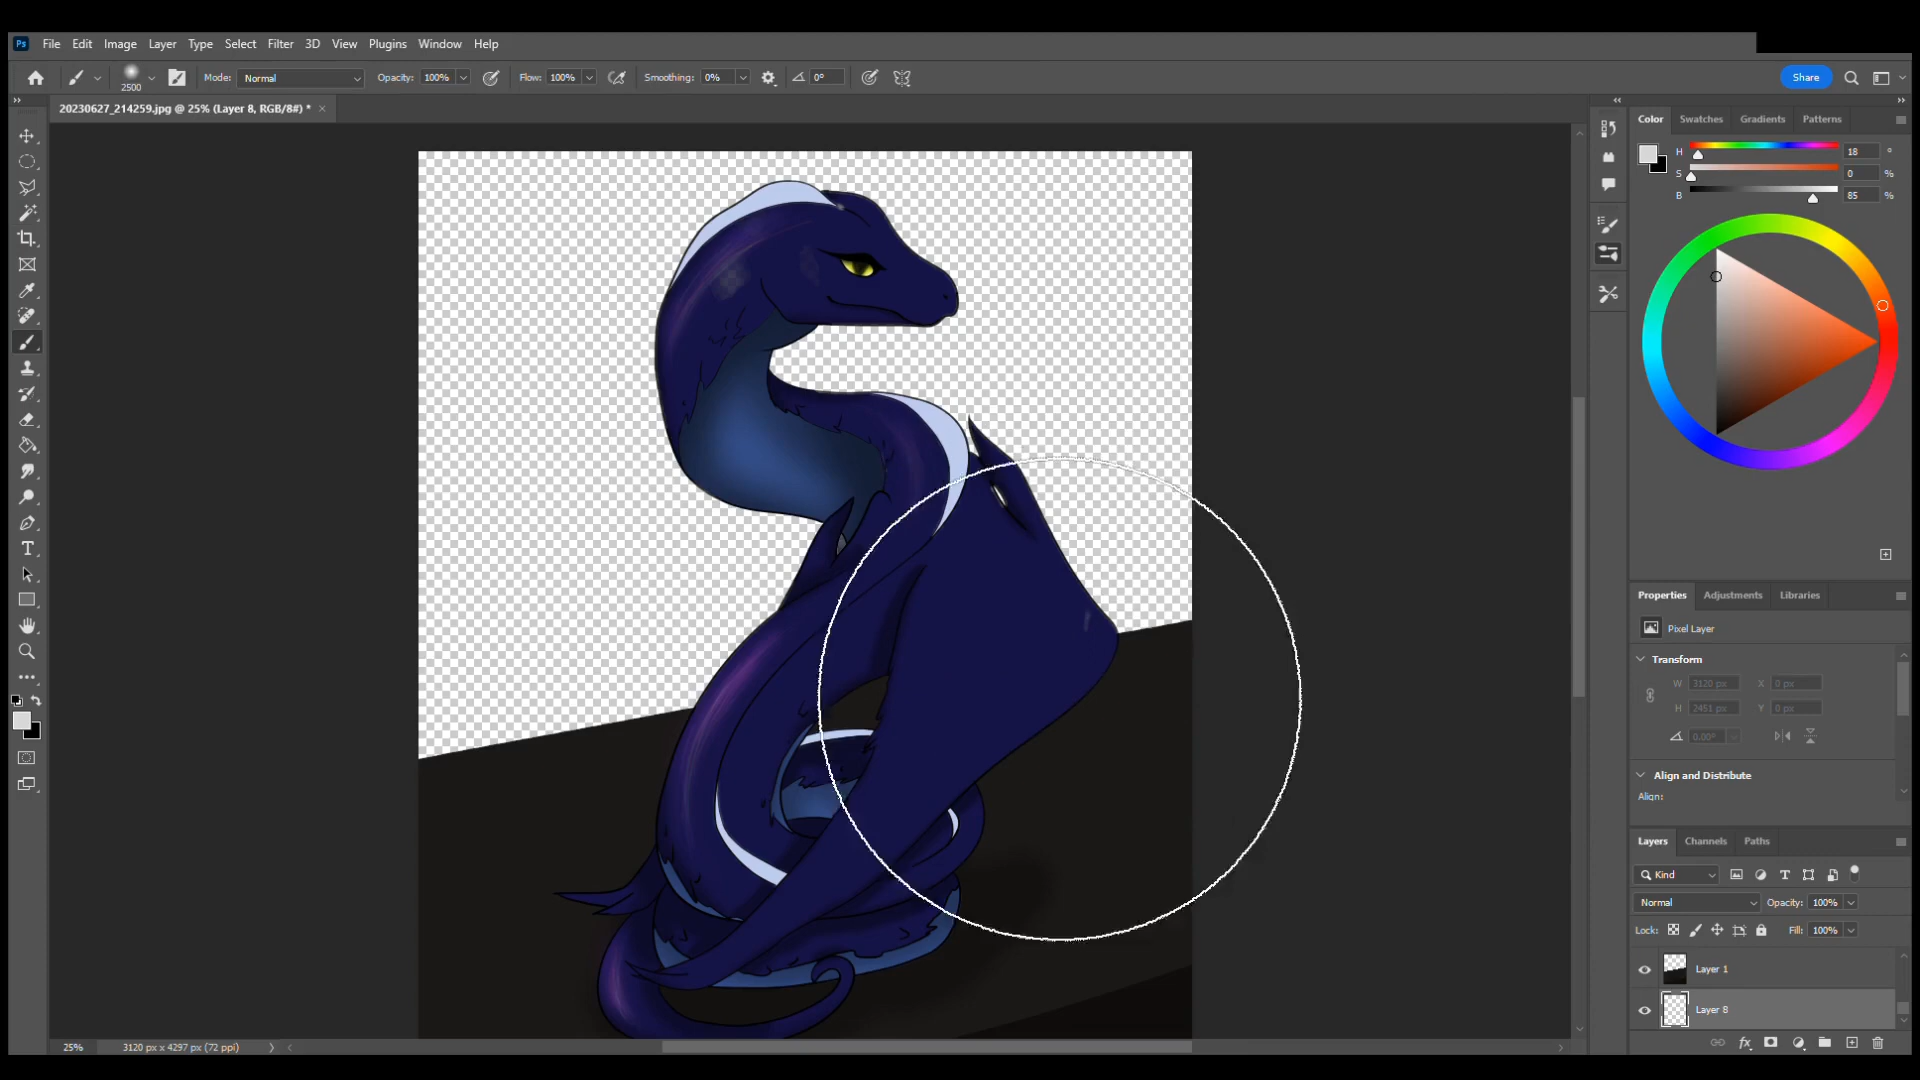 Ps File Edit Image Layer Type Select Filter 3D View Plugins Window Help
2500 Mode: Normal Opacity: 100% Flow: 100% Smoothing: 0% 0° Share
20230627_214259.jpg @ 25% (Layer 8, RGB/8#) * ×
Color Swatches Gradients Patterns
H 18 °
S 0 %
B 85 %
Properties Adjustments Libraries
Pixel Layer
Transform
W 3120 px X 0 px
H 2451 px Y 0 px
0.00°
Align and Distribute
Align:
Layers Channels Paths
Kind
Normal Opacity: 100%
Lock: Fill: 100%
Layer 1
Layer 8
25% 3120 px x 4297 px (72 ppi)